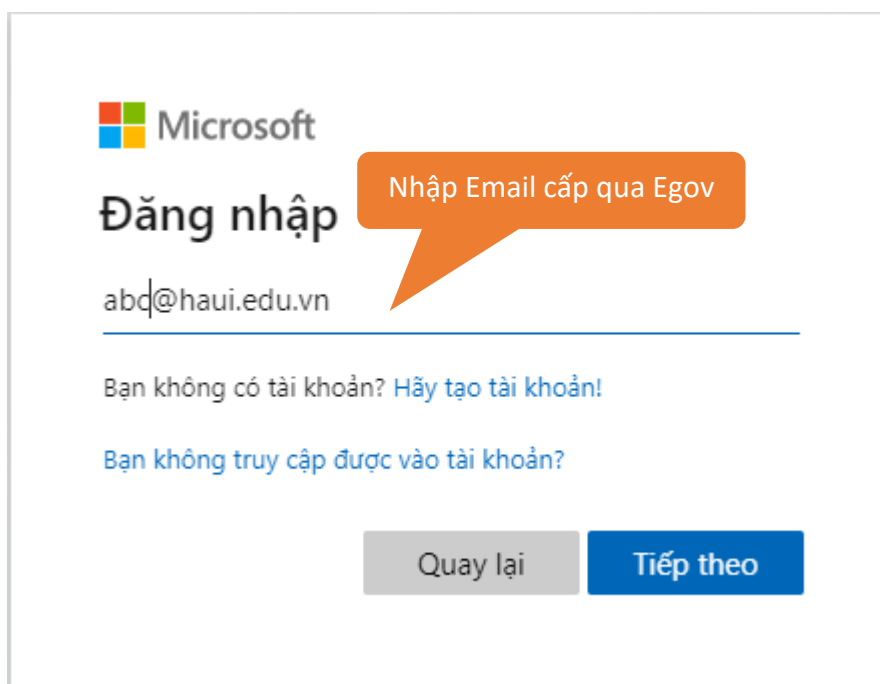 Microsoft
Nhập Email cấp qua Egov
Đăng nhập
abc@haui.edu.vn
Bạn không có tài khoản? Hãy tạo tài khoản!
Bạn không truy cập được vào tài khoản?
Quay lại
Tiếp theo